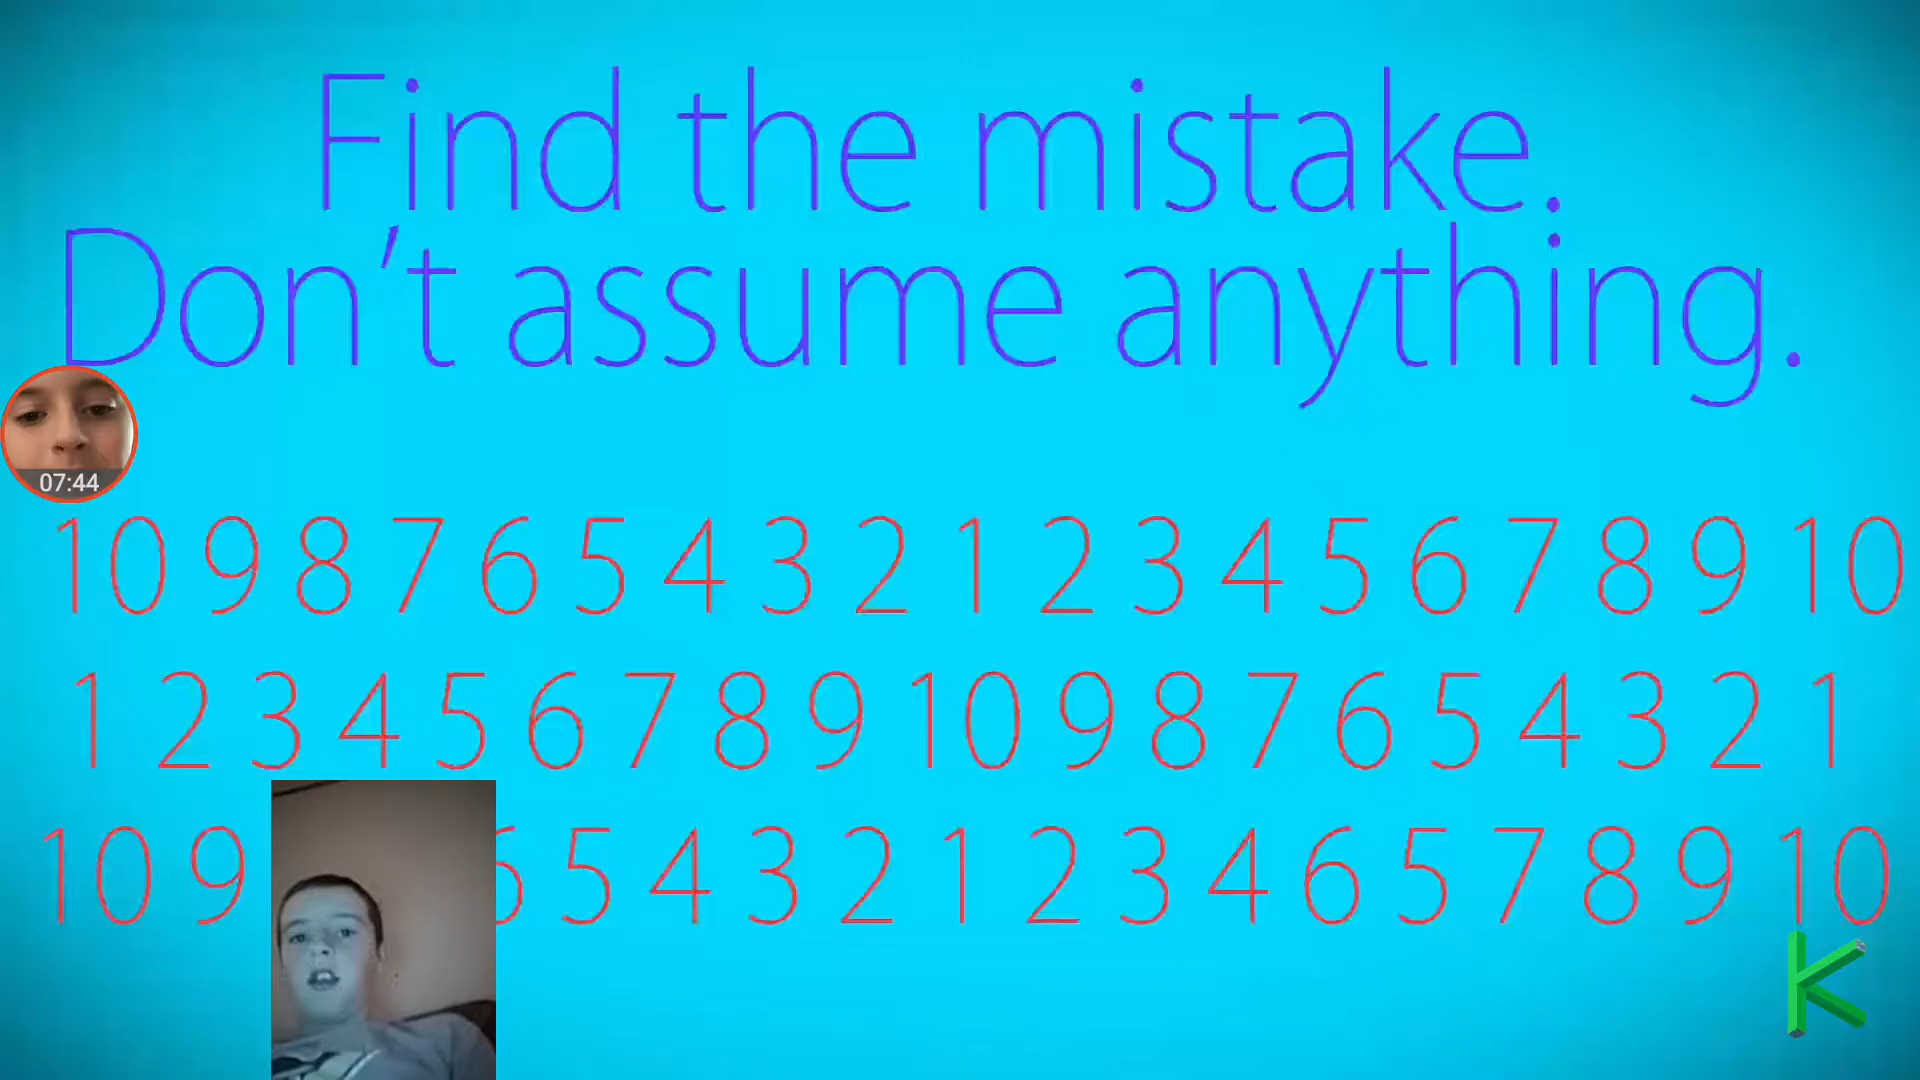 Find the mistake.
Don't assume anything.
07:44
10 9 8 7 6 5 4 3 2 1 2 3 4 5 6 7 8 9 10
1 2 3 4 5 6 7 8 9 10 9 8 7 6 5 4 3 2 1
10 9 5 4 3 2 1 2 3 4 6 5 7 8 9 10
K